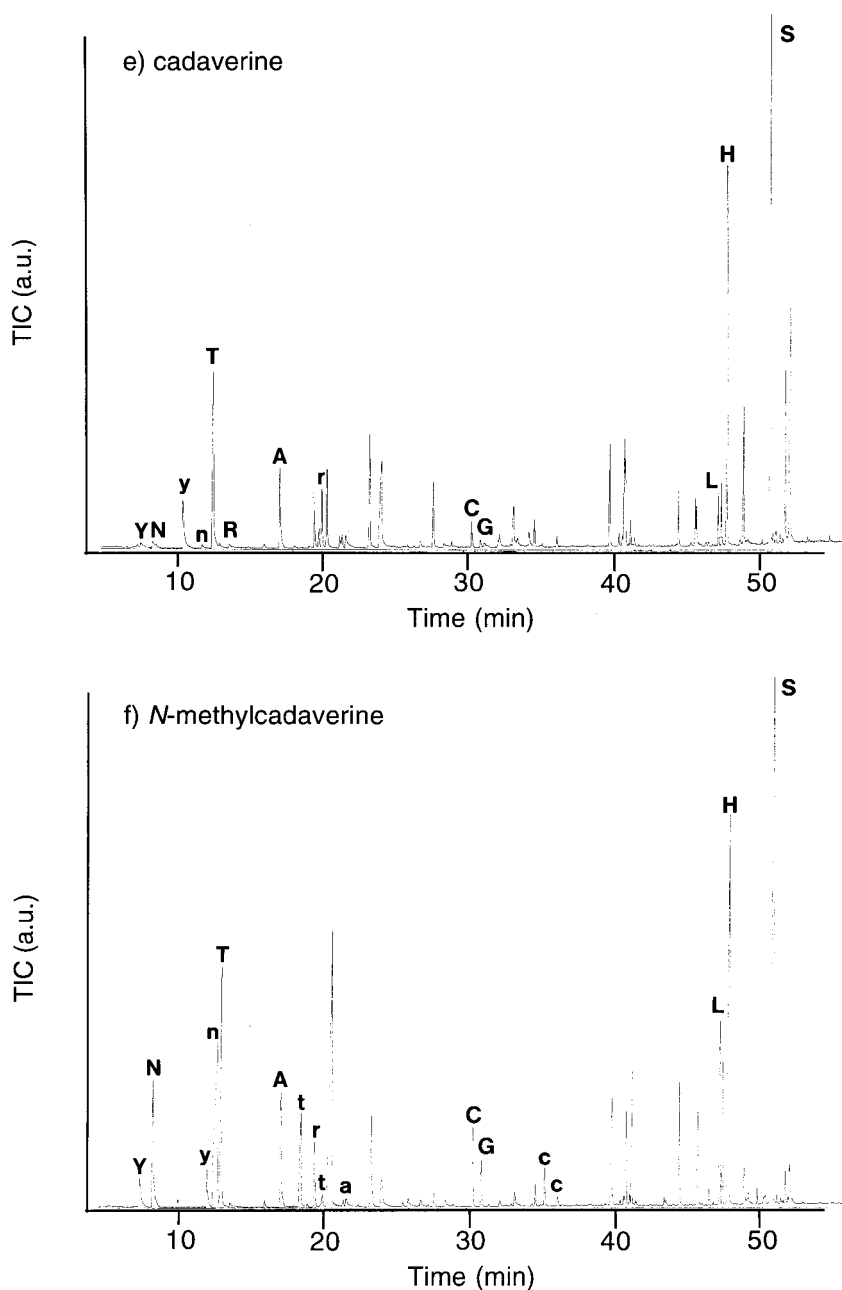 e) cadaverine
S
H
T
A
y
r
L
C
G
Y N
n
R
TIC (a.u.)
10 20 30 40 50
Time (min)
f) N-methylcadaverine
S
H
T
L
n
N
A
t
C
r
G
y
Y
c
t
a
c
TIC (a.u.)
10 20 30 40 50
Time (min)